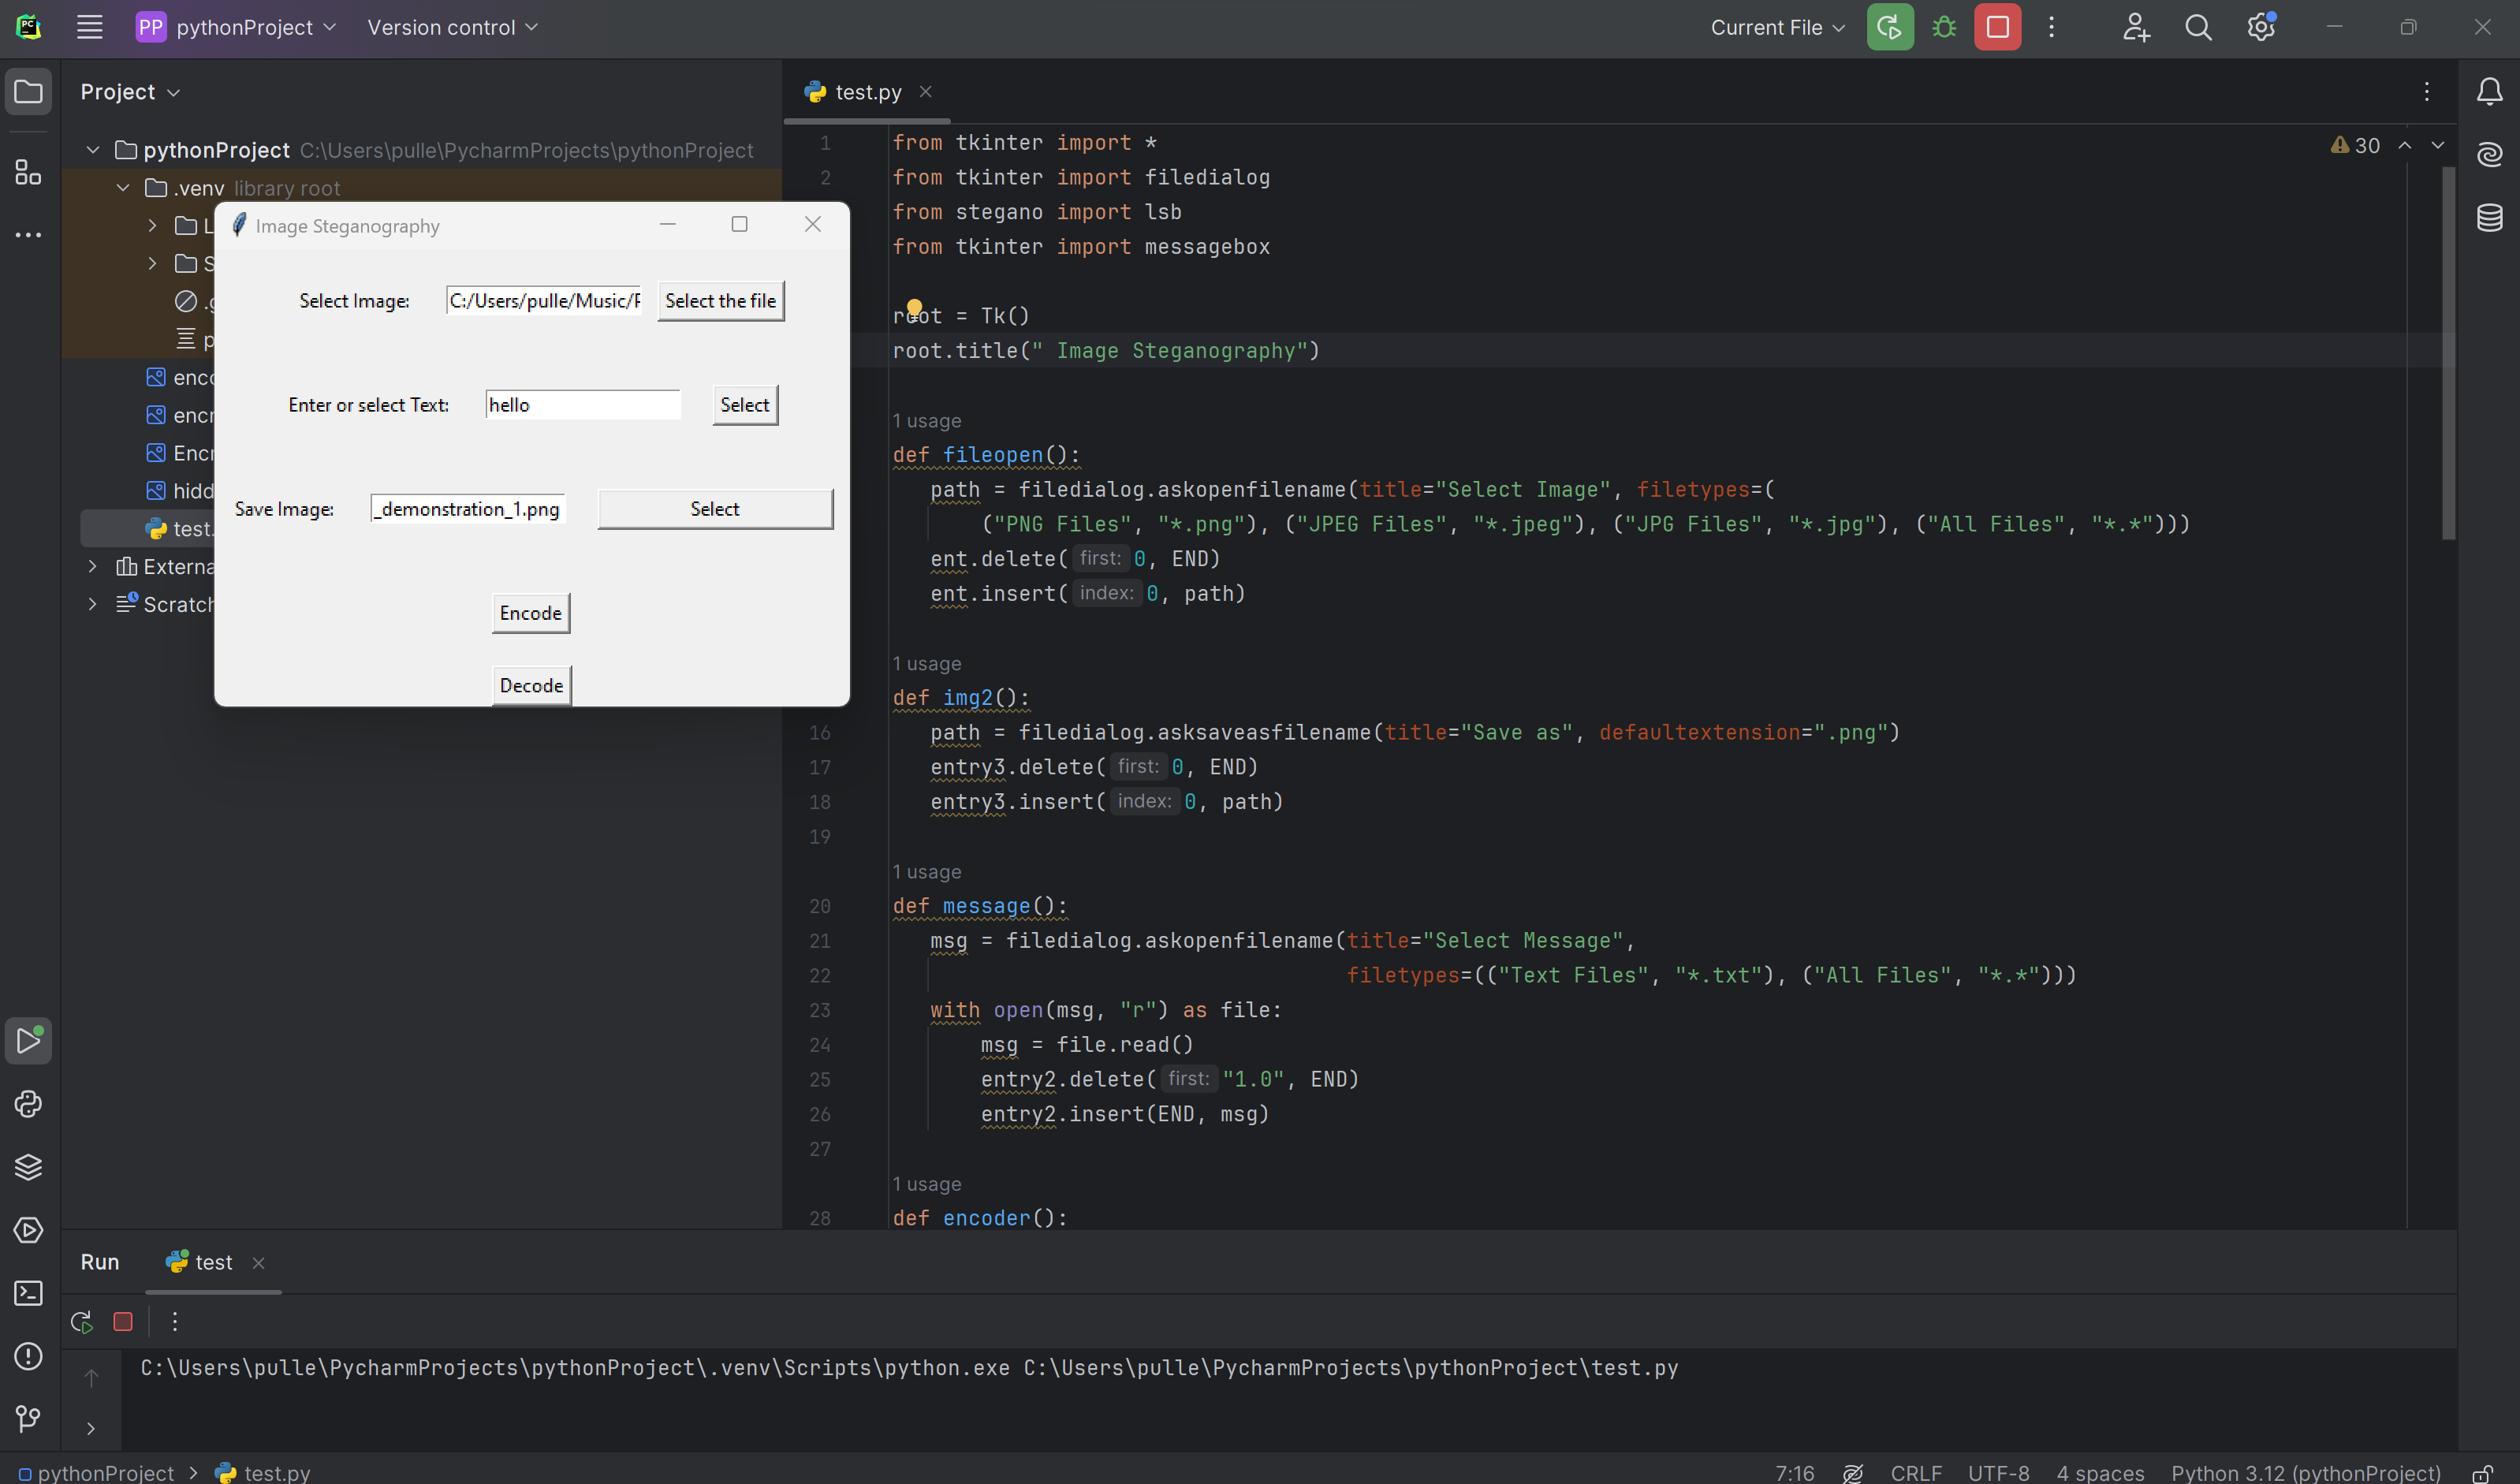 PP pythonProject Version control Current File
Project
test.py
pythonProject C:\Users\pulle\PycharmProjects\pythonProject
.venv library root
Image Steganography
Select Image: C:/Users/pulle/Music/ Select the file
Enter or select Text: hello Select
Save Image: _demonstration_1.png Select
Encode
Decode
L
S
.g
p
enco
encr
Encr
hidd
test.
Externa
Scratch
30
1 from tkinter import *
2 from tkinter import filedialog
from stegano import lsb
from tkinter import messagebox
root = Tk()
root.title(" Image Steganography")
1 usage
def fileopen():
path = filedialog.askopenfilename(title="Select Image", filetypes=(
("PNG Files", "*.png"), ("JPEG Files", "*.jpeg"), ("JPG Files", "*.jpg"), ("All Files", "*.*")))
ent.delete( first: 0, END)
ent.insert( index: 0, path)
1 usage
def img2():
16 path = filedialog.asksaveasfilename(title="Save as", defaultextension=".png")
17 entry3.delete( first: 0, END)
18 entry3.insert( index: 0, path)
19
1 usage
20 def message():
21 msg = filedialog.askopenfilename(title="Select Message",
22 filetypes=(("Text Files", "*.txt"), ("All Files", "*.*")))
23 with open(msg, "r") as file:
24 msg = file.read()
25 entry2.delete( first: "1.0", END)
26 entry2.insert(END, msg)
27
1 usage
28 def encoder():
Run test
C:\Users\pulle\PycharmProjects\pythonProject\.venv\Scripts\python.exe C:\Users\pulle\PycharmProjects\pythonProject\test.py
pythonProject > test.py 7:16 CRLF UTF-8 4 spaces Python 3.12 (pythonProject)